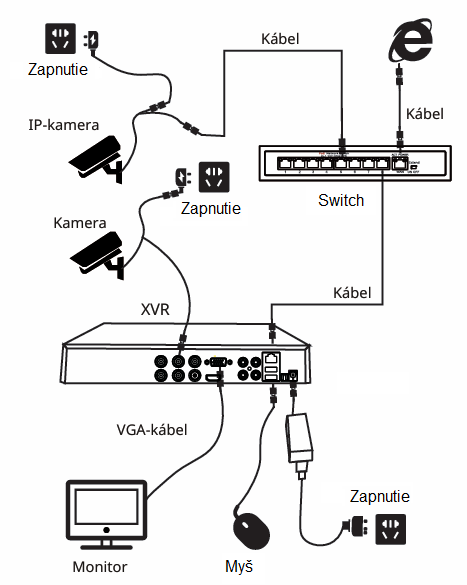 Kábel
Zapnutie
Kábel
IP-kamera
Zapnutie
Switch
Kamera
Kábel
XVR
VGA-kábel
Zapnutie
Monitor
Myš